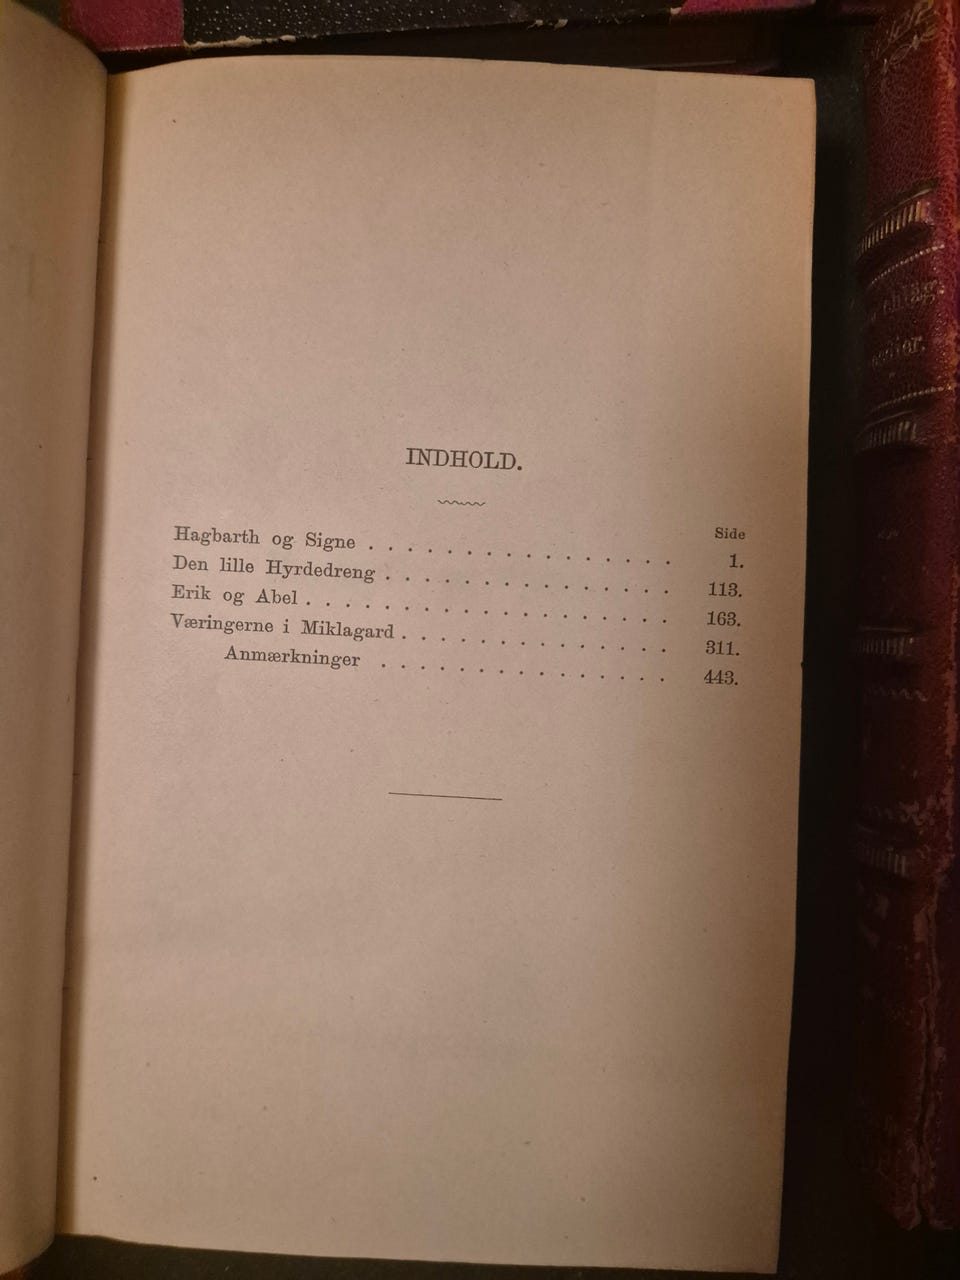 INDHOLD.
Side
Hagbarth og Signe . . . . . . . . . . . . . . . . 1.
Den lille Hyrdedreng . . . . . . . . . . . . . . . 113.
Erik og Abel . . . . . . . . . . . . . . . . . . . 163.
Væringerne i Miklagard . . . . . . . . . . . . . . 311.
Anmærkninger . . . . . . . . . . . . . . 443.